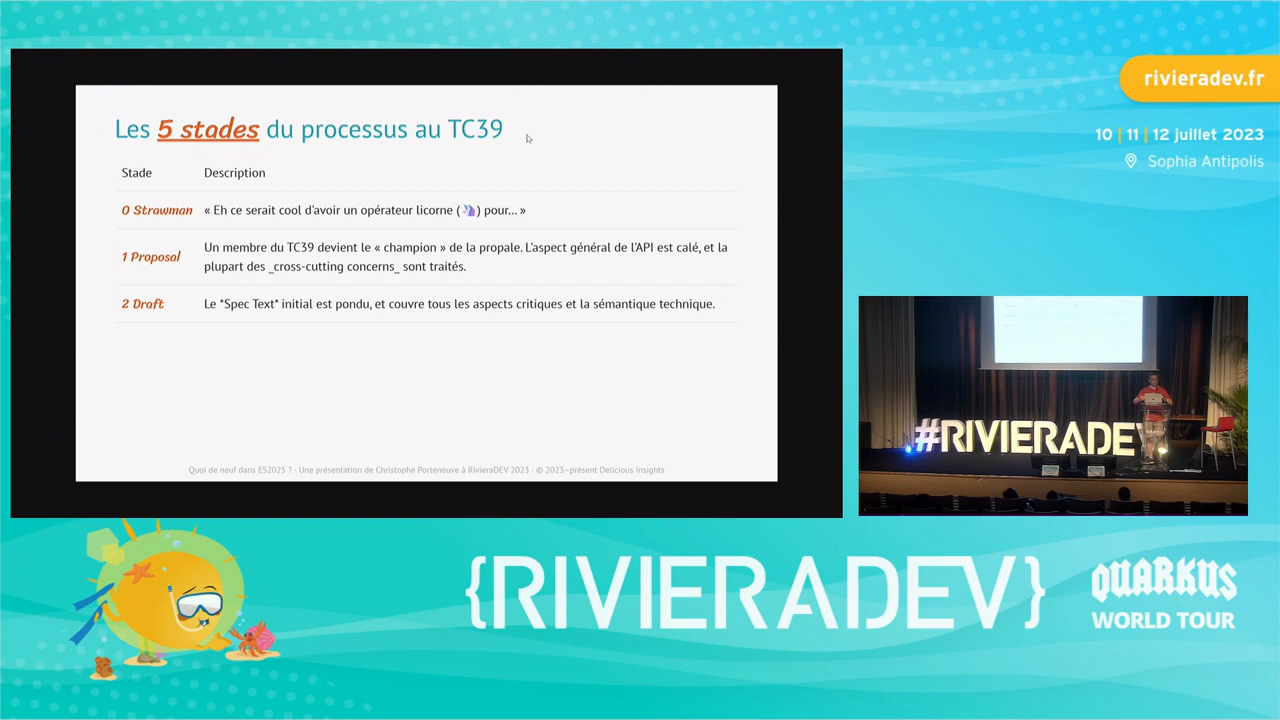 Les 5 stades du processus au TC39
Stade Description
0 Strawman « Eh ce serait cool d'avoir un opérateur licorne (🦄) pour... »
1 Proposal Un membre du TC39 devient le « champion » de la propale. L'aspect général de l'API est calé, et la
plupart des _cross-cutting concerns_ sont traités.
2 Draft Le *Spec Text* initial est pondu, et couvre tous les aspects critiques et la sémantique technique.
Quoi de neuf dans ES2025 ? · Une présentation de Christophe Porteneuve à RivieraDEV 2023 · © 2023–présent Delicious Insights
rivieradev.fr
10 | 11 | 12 juillet 2023
Sophia Antipolis
#RIVIERADE
{RIVIERADEV}
QUARKUS
WORLD TOUR